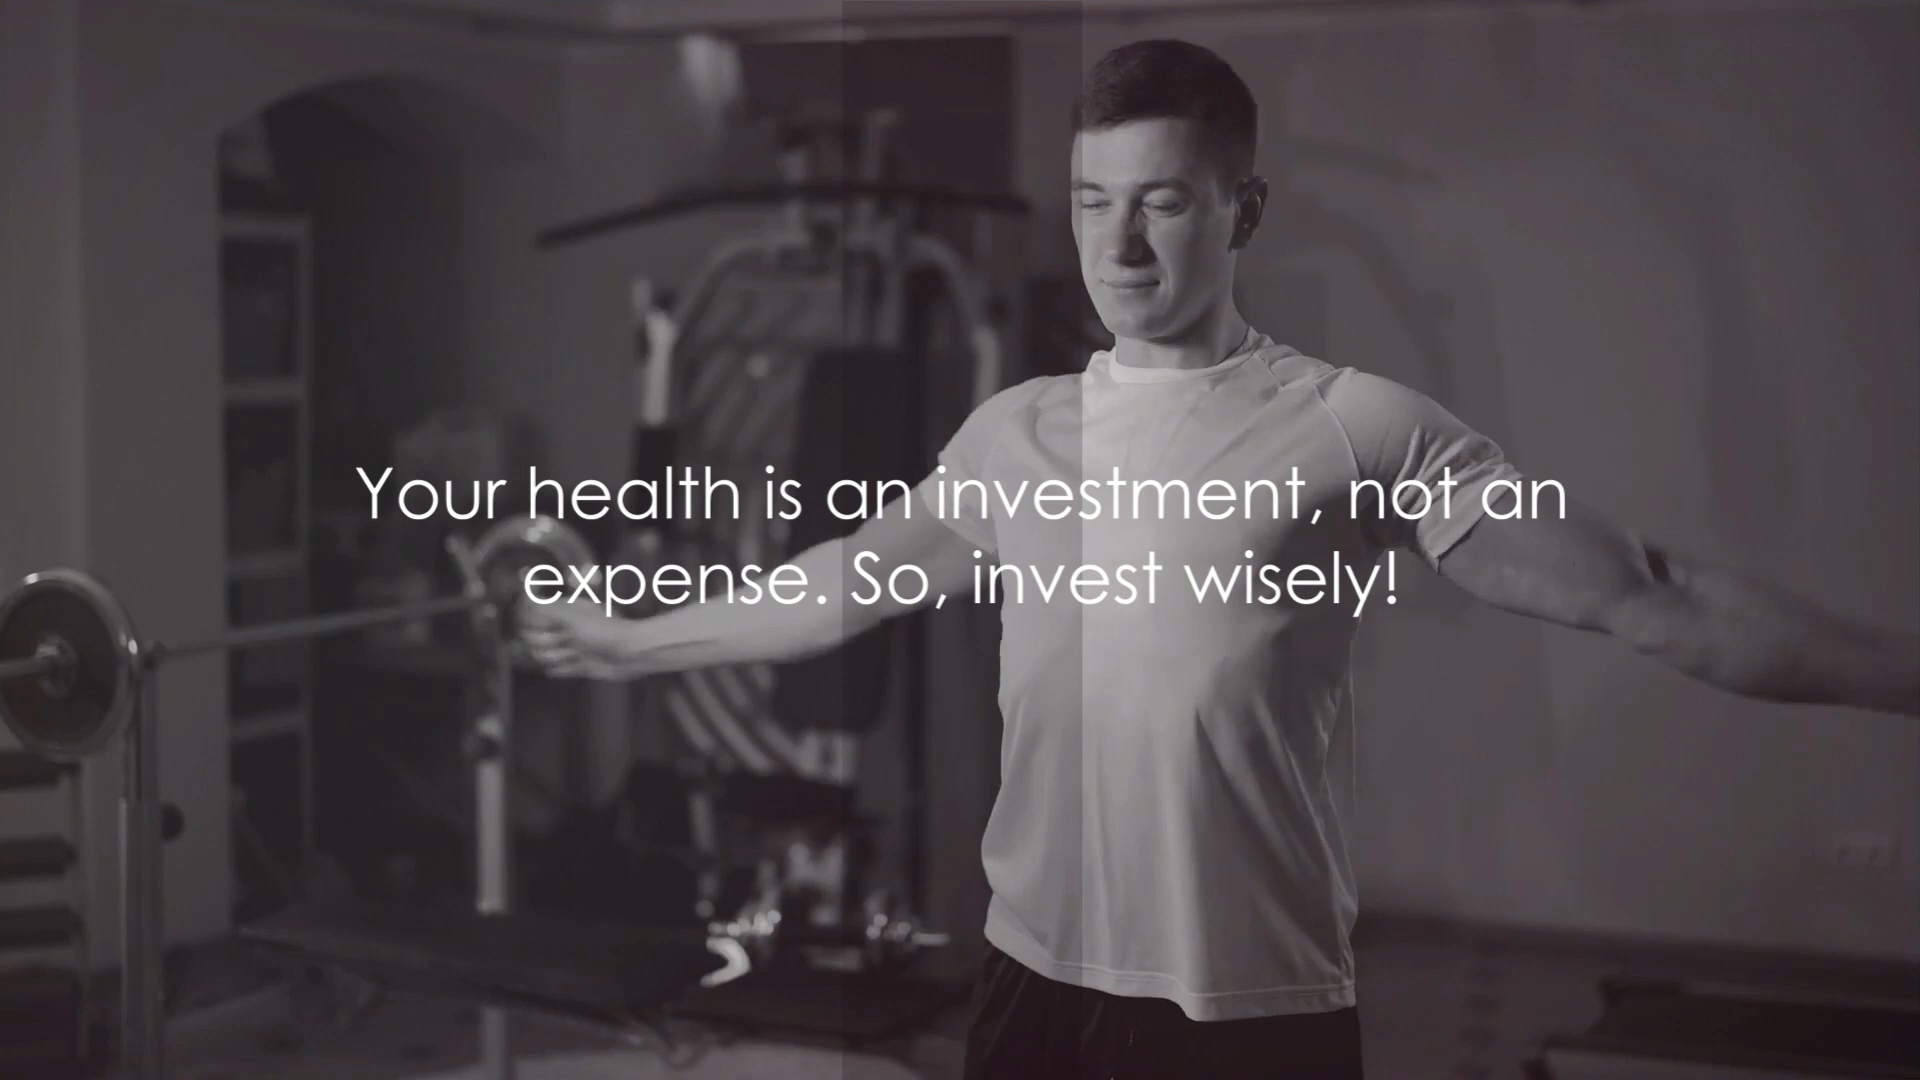 Your health is an investment, not an
expense. So, invest wisely!